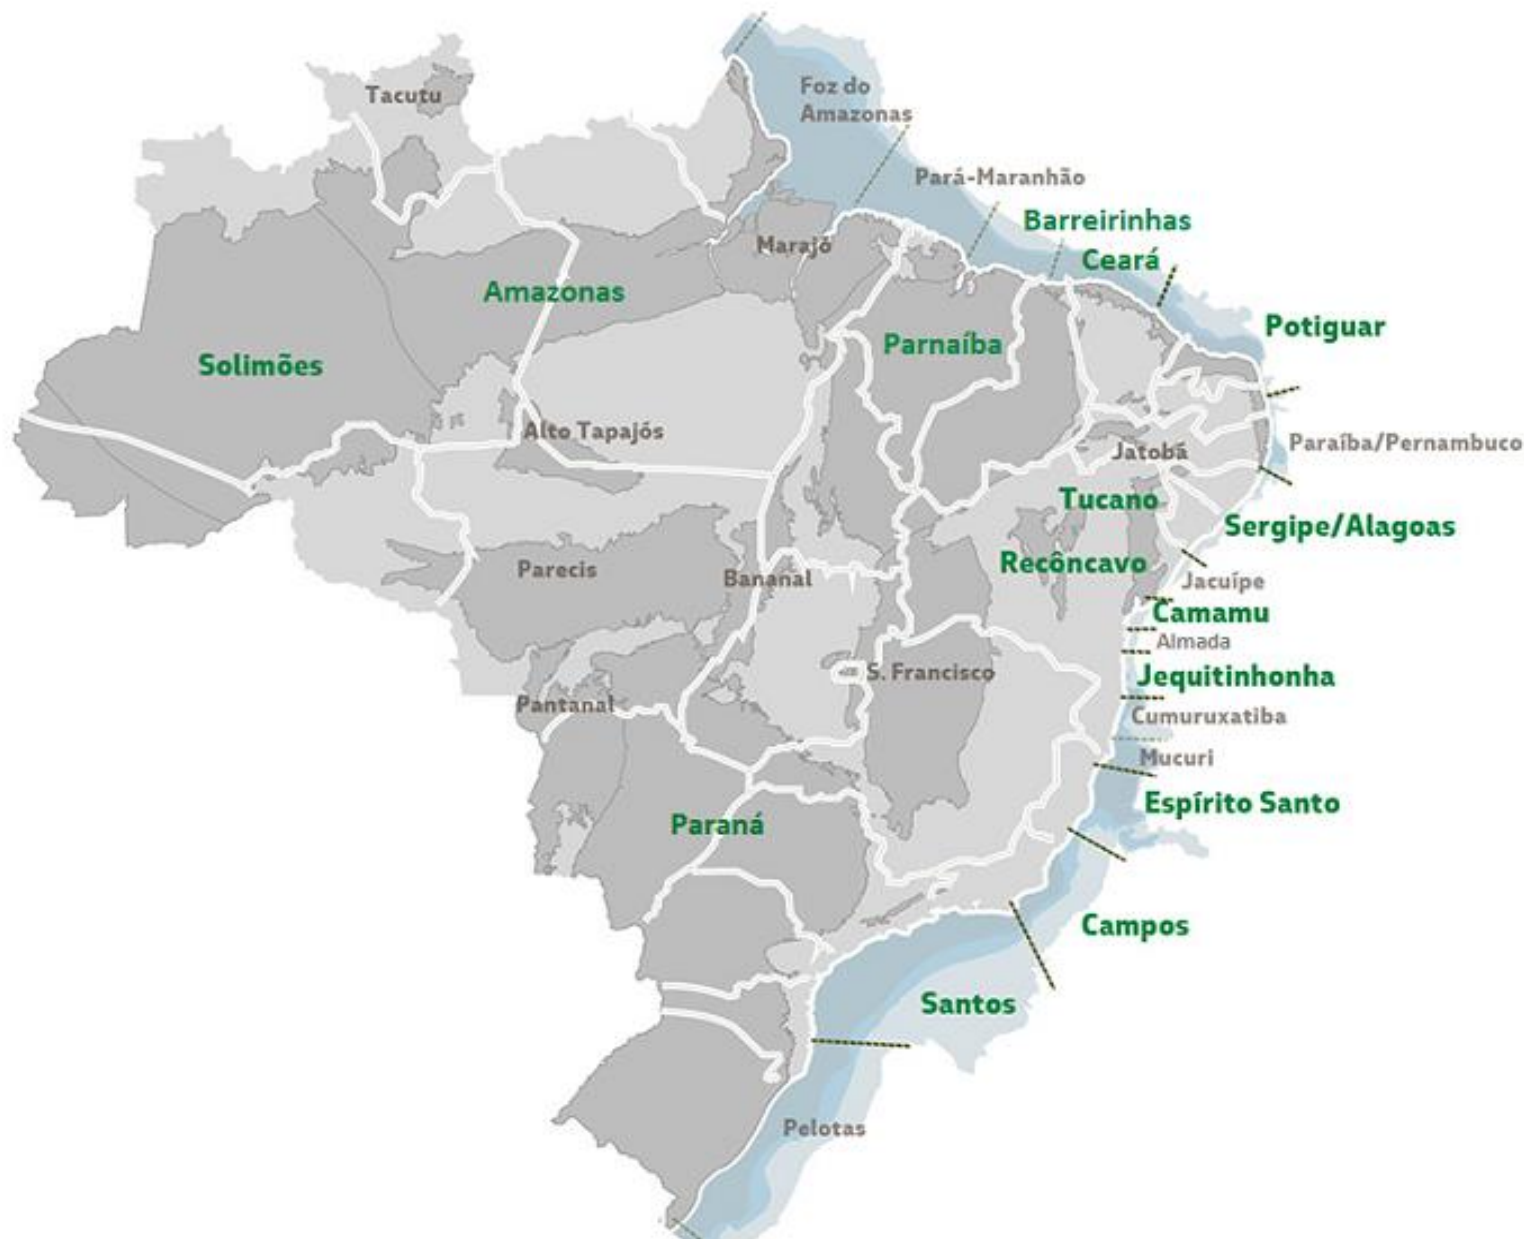 Foz do
Amazonas
Tacutu
Pará-Maranhão
Barreirinhas
Marajó
Ceará
Amazonas
Potiguar
Parnaíba
Solimões
Alto Tapajós
Paraíba/Pernambuco
Jatobá
Tucano
Sergipe/Alagoas
Recôncavo
Parecis
Bananal
Jacuípe
Camamu
Almada
S. Francisco
Jequitinhonha
Pantanal
Cumuruxatiba
Mucuri
Espírito Santo
Paraná
Campos
Santos
Pelotas